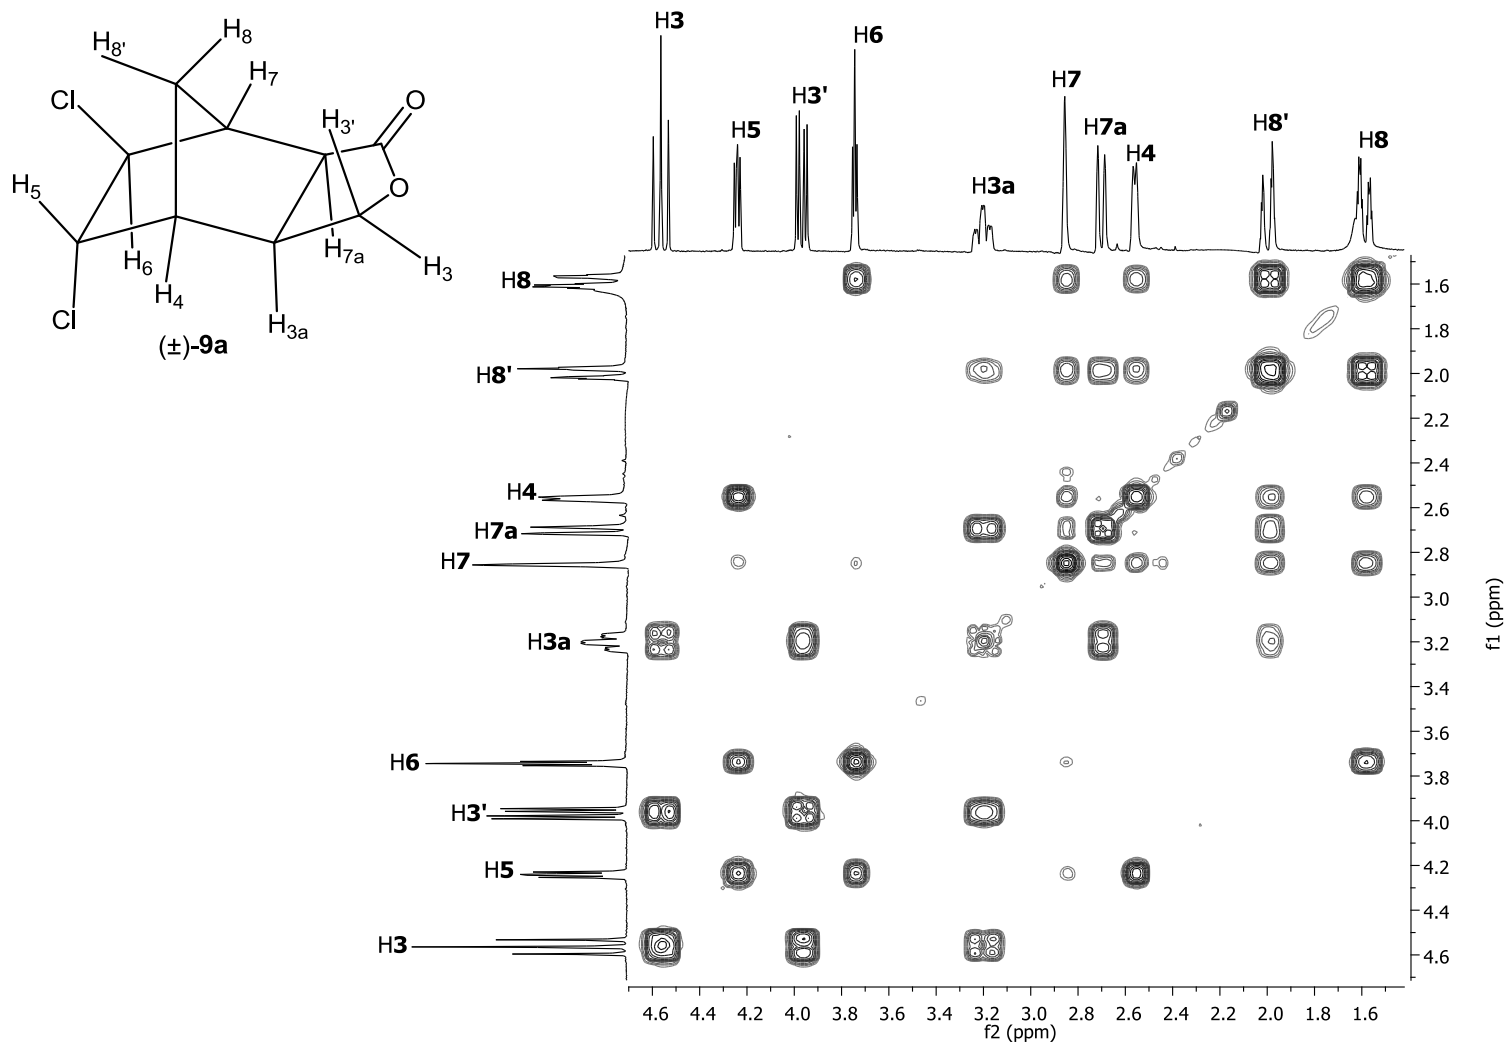 H8'
H8
H7
Cl
H3'
O
O
H5
H6
H4
H7a
H3
H3a
Cl
(±)-9a
H3
H5
H3'
H6
H3a
H7
H7a
H4
H8'
H8
H8
H8'
H4
H7a
H7
H3a
H6
H3'
H5
H3
1.6
1.8
2.0
2.2
2.4
2.6
2.8
3.0
3.2
3.4
3.6
3.8
4.0
4.2
4.4
4.6
f1 (ppm)
4.6 4.4 4.2 4.0 3.8 3.6 3.4 3.2 3.0 2.8 2.6 2.4 2.2 2.0 1.8 1.6
f2 (ppm)